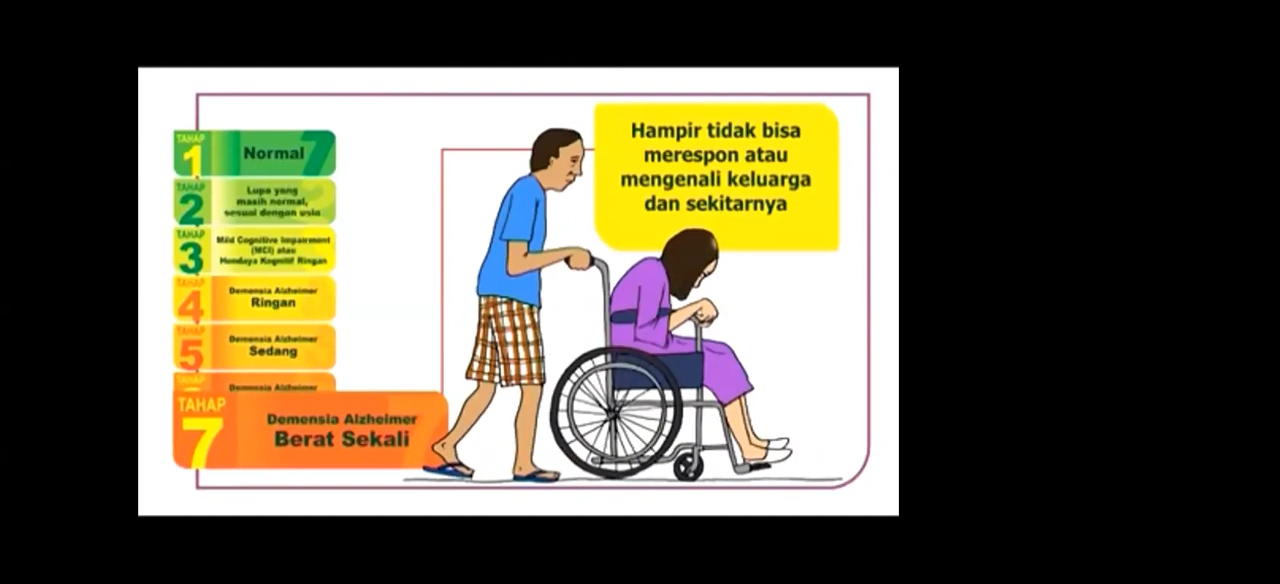 TAHAP
1
Normal
TAHAP
2
Lupa yang
masih normal,
sesuai dengan usia
TAHAP
3
Mild Cognitive Impairment
(MCI) atau
Hendaya Kognitif Ringan
TAHAP
4
Demensia Alzheimer
Ringan
TAHAP
5
Demensia Alzheimer
Sedang
TAHAP
Demensia Alzheimer
TAHAP
7
Demensia Alzheimer
Berat Sekali
Hampir tidak bisa
merespon atau
mengenali keluarga
dan sekitarnya